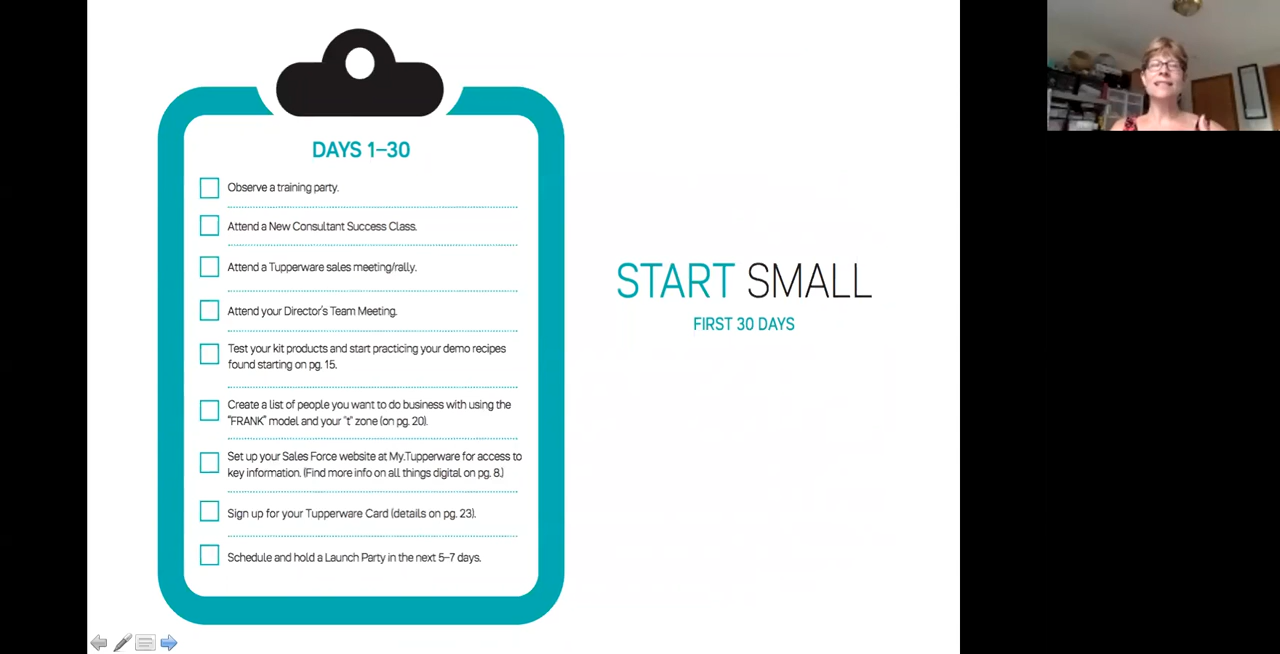 DAYS 1–30
Observe a training party.
Attend a New Consultant Success Class.
Attend a Tupperware sales meeting/rally.
Attend your Director's Team Meeting.
Test your kit products and start practicing your demo recipes
found starting on pg. 15.
Create a list of people you want to do business with using the
“FRANK” model and your "t" zone (on pg. 20).
Set up your Sales Force website at My.Tupperware for access to
key information. (Find more info on all things digital on pg. 8.)
Sign up for your Tupperware Card (details on pg. 23).
Schedule and hold a Launch Party in the next 5–7 days.
START SMALL
FIRST 30 DAYS